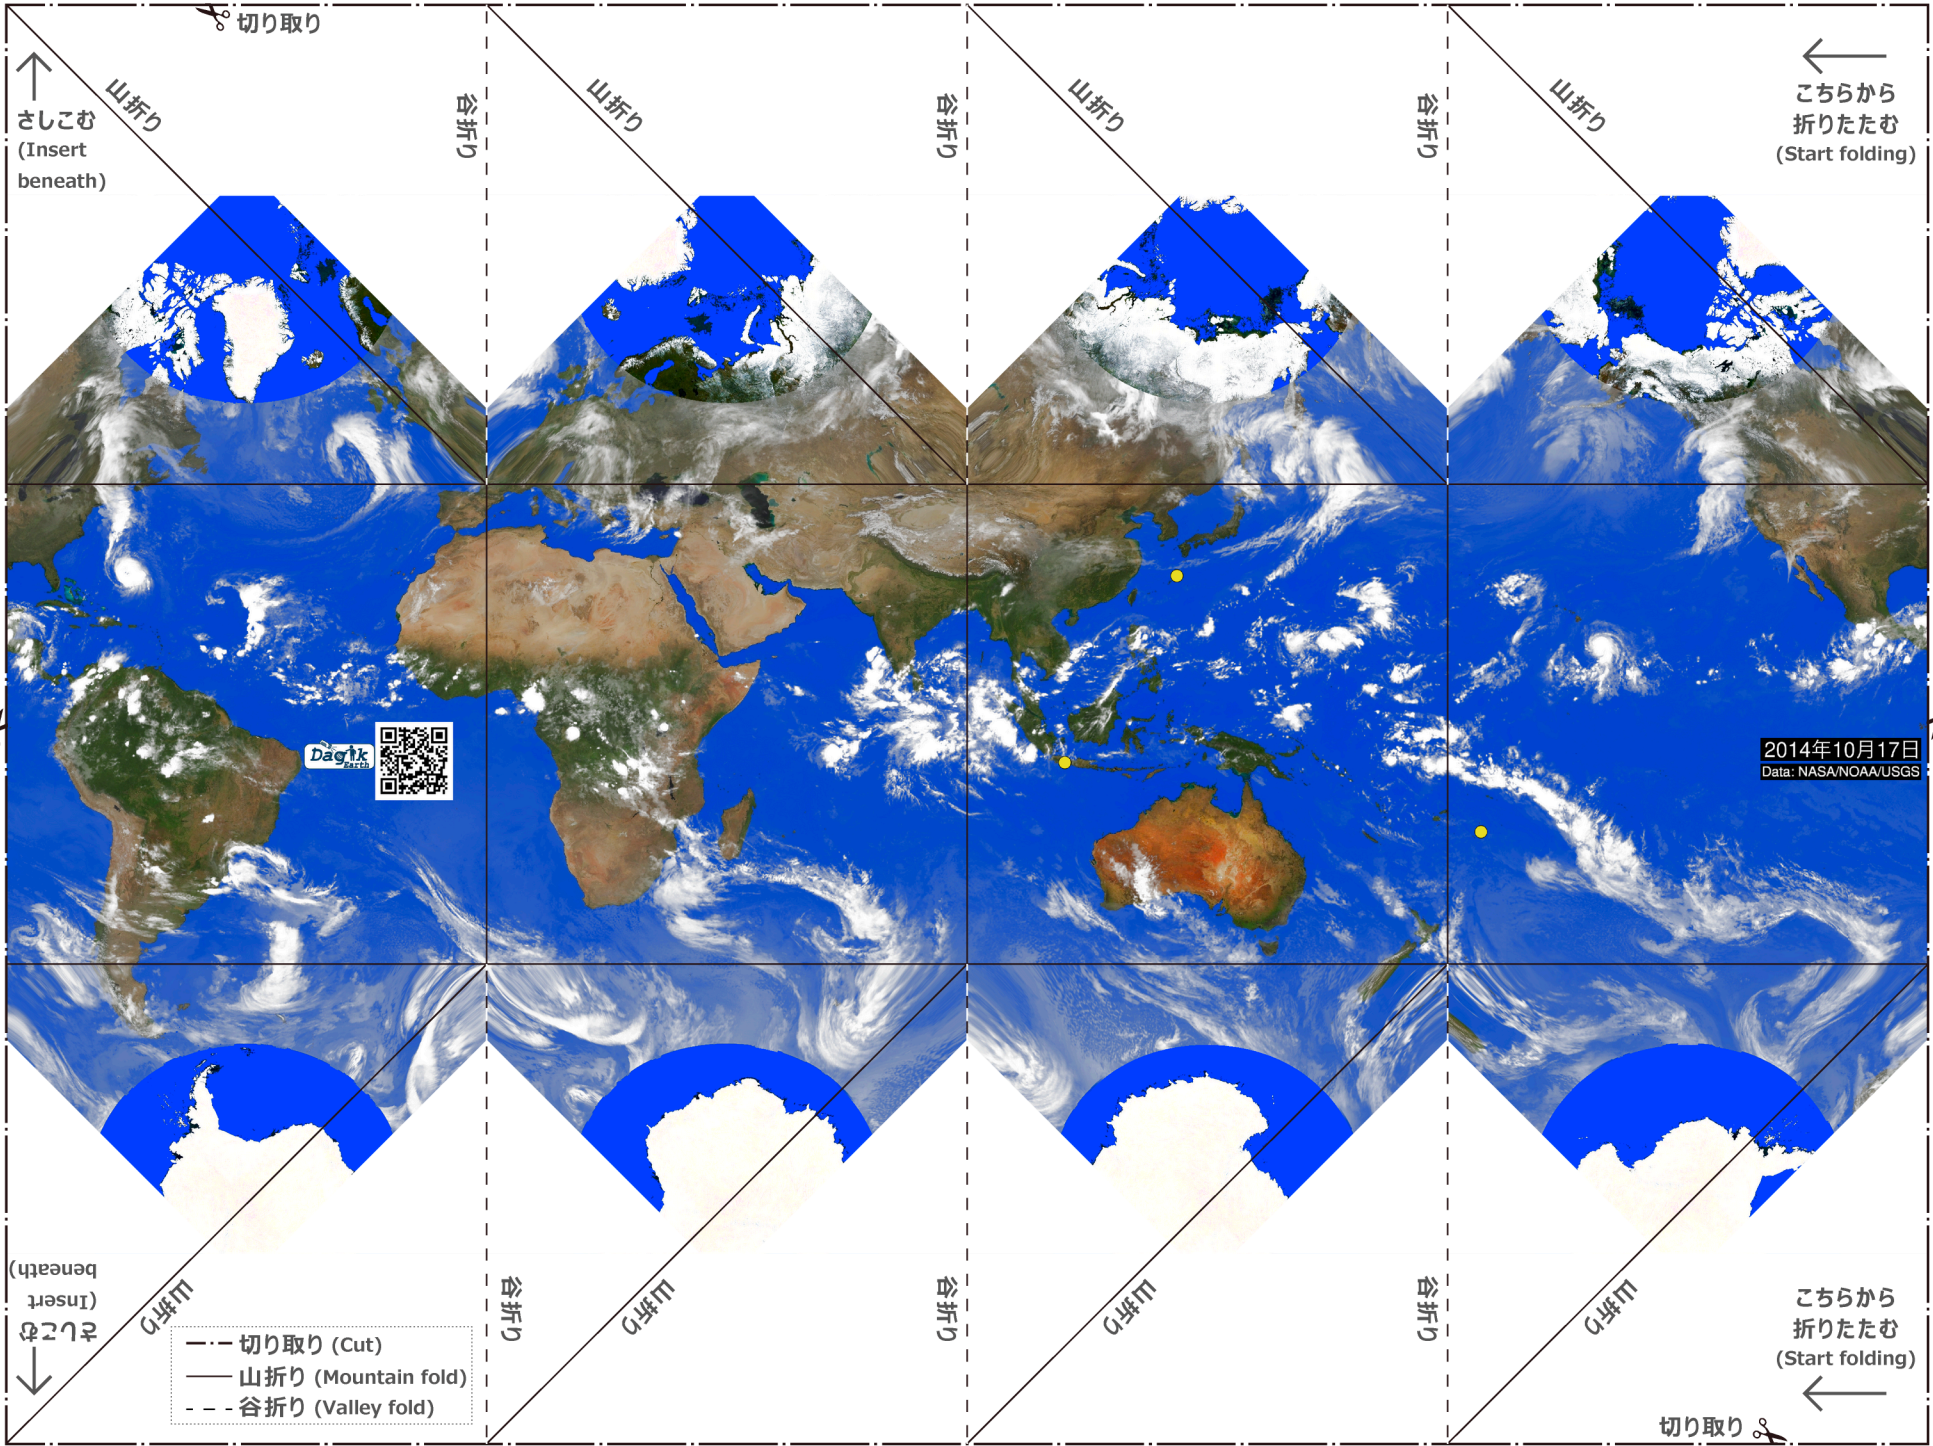 切り取り
山折り
谷折り
山折り
谷折り
山折り
谷折り
山折り
さしこむ
(Insert
beneath)
こちらから
折りたたむ
(Start folding)
Dagik
Earth
2014年10月17日
Data: NASA/NOAA/USGS
さしこむ
(Insert
beneath)
山折り
谷折り
山折り
谷折り
山折り
谷折り
山折り
切り取り (Cut)
山折り (Mountain fold)
谷折り (Valley fold)
こちらから
折りたたむ
(Start folding)
切り取り